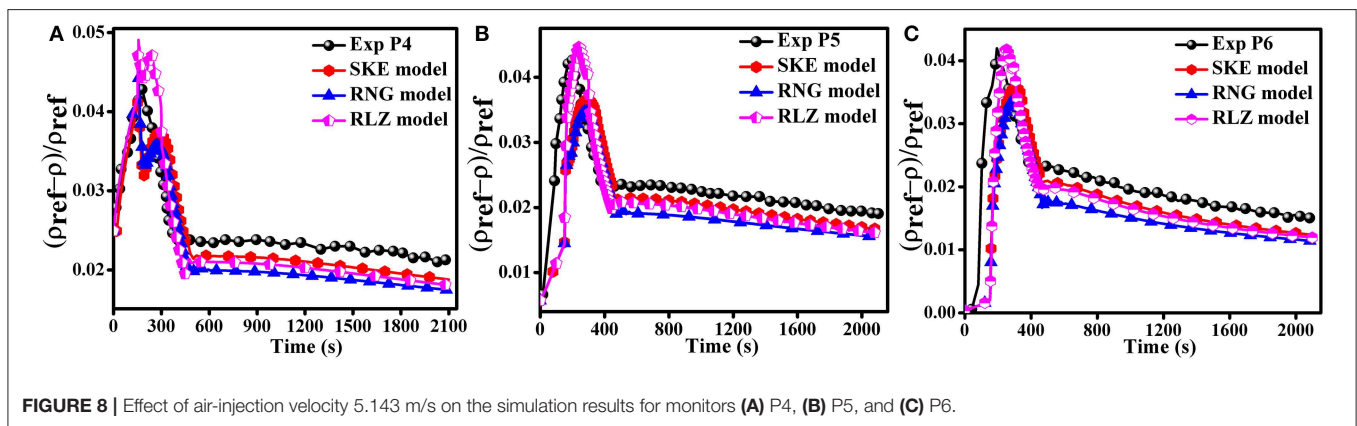 A
0.05
0.04
0.03
0.02
(ρref-ρ)/ρref
0 300 600 900 1200 1500 1800 2100
Time (s)
Exp P4
SKE model
RNG model
RLZ model
B
0.04
0.03
0.02
0.01
(ρref-ρ)/ρref
0 400 800 1200 1600 2000
Time (s)
Exp P5
SKE model
RNG model
RLZ model
C
0.04
0.03
0.02
0.01
0.00
(ρref-ρ)/ρref
0 400 800 1200 1600 2000
Time (s)
Exp P6
SKE model
RNG model
RLZ model
FIGURE 8 | Effect of air-injection velocity 5.143 m/s on the simulation results for monitors (A) P4, (B) P5, and (C) P6.